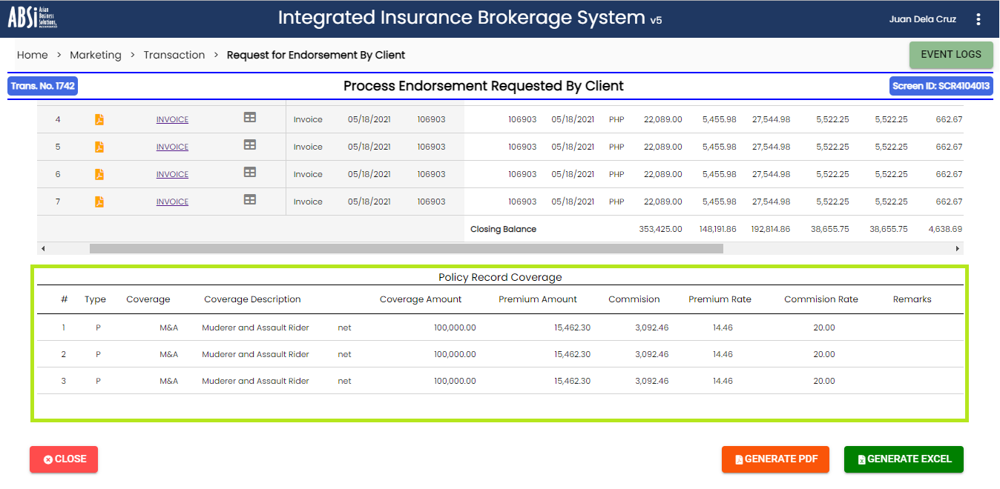 ABSi Asian Business Solutions, INCORPORATED
Integrated Insurance Brokerage System v5
Juan Dela Cruz
Home > Marketing > Transaction > Request for Endorsement By Client
EVENT LOGS
Trans. No. 1742
Process Endorsement Requested By Client
Screen ID: SCR4104013
4 INVOICE Invoice 05/18/2021 106903 106903 05/18/2021 PHP 22,089.00 5,455.98 27,544.98 5,522.25 5,522.25 662.67
5 INVOICE Invoice 05/18/2021 106903 106903 05/18/2021 PHP 22,089.00 5,455.98 27,544.98 5,522.25 5,522.25 662.67
6 INVOICE Invoice 05/18/2021 106903 106903 05/18/2021 PHP 22,089.00 5,455.98 27,544.98 5,522.25 5,522.25 662.67
7 INVOICE Invoice 05/18/2021 106903 106903 05/18/2021 PHP 22,089.00 5,455.98 27,544.98 5,522.25 5,522.25 662.67
Closing Balance 353,425.00 148,191.86 192,814.86 38,655.75 38,655.75 4,638.69
Policy Record Coverage
# Type Coverage Coverage Description Coverage Amount Premium Amount Commision Premium Rate Commision Rate Remarks
1 P M&A Muderer and Assault Rider net 100,000.00 15,462.30 3,092.46 14.46 20.00
2 P M&A Muderer and Assault Rider net 100,000.00 15,462.30 3,092.46 14.46 20.00
3 P M&A Muderer and Assault Rider net 100,000.00 15,462.30 3,092.46 14.46 20.00
CLOSE
GENERATE PDF
GENERATE EXCEL